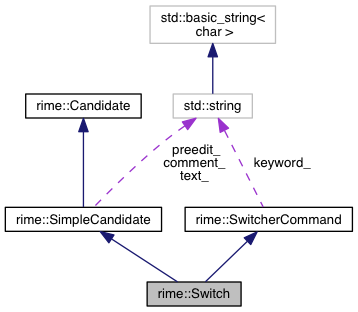 std::basic_string<
char >
rime::Candidate
std::string
preedit_
comment_
text_
keyword_
rime::SimpleCandidate
rime::SwitcherCommand
rime::Switch